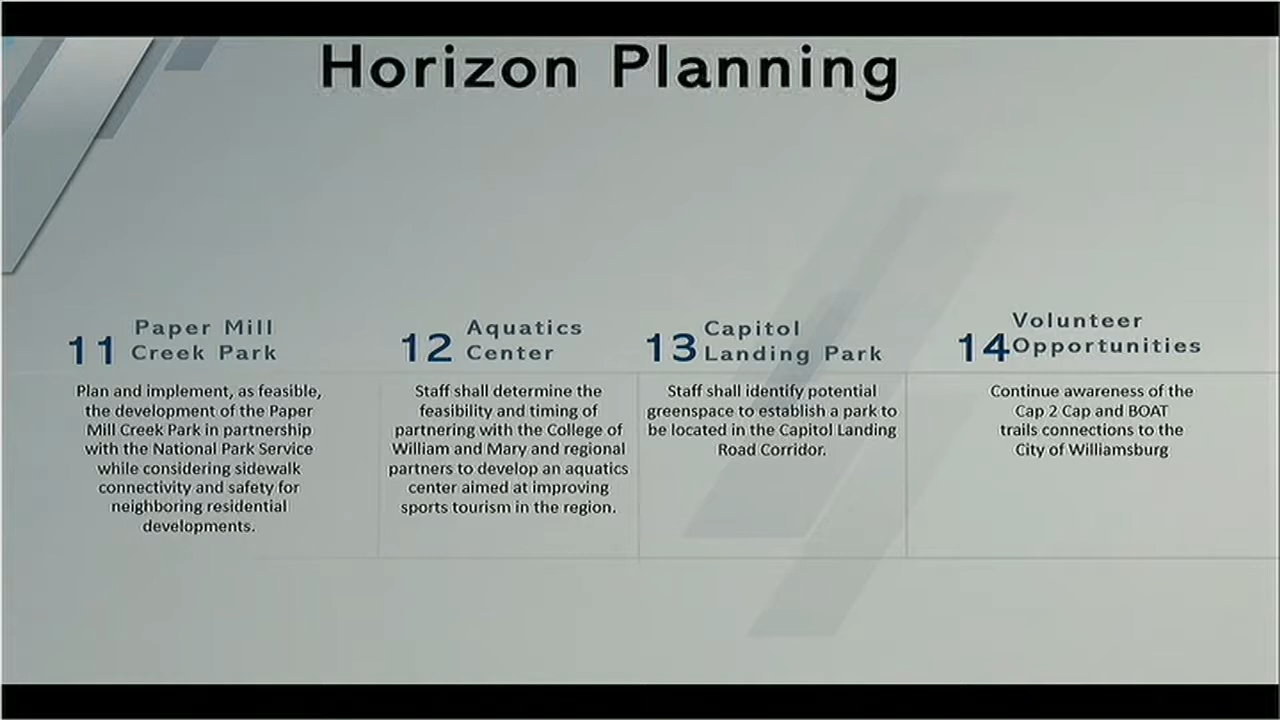 Horizon Planning
11
Paper Mill
Creek Park
Plan and implement, as feasible,
the development of the Paper
Mill Creek Park in partnership
with the National Park Service
while considering sidewalk
connectivity and safety for
neighboring residential
developments.
12
Aquatics
Center
Staff shall determine the
feasibility and timing of
partnering with the College of
William and Mary and regional
partners to develop an aquatics
center aimed at improving
sports tourism in the region.
13
Capitol
Landing Park
Staff shall identify potential
greenspace to establish a park to
be located in the Capitol Landing
Road Corridor.
14
Volunteer
Opportunities
Continue awareness of the
Cap 2 Cap and BOAT
trails connections to the
City of Williamsburg